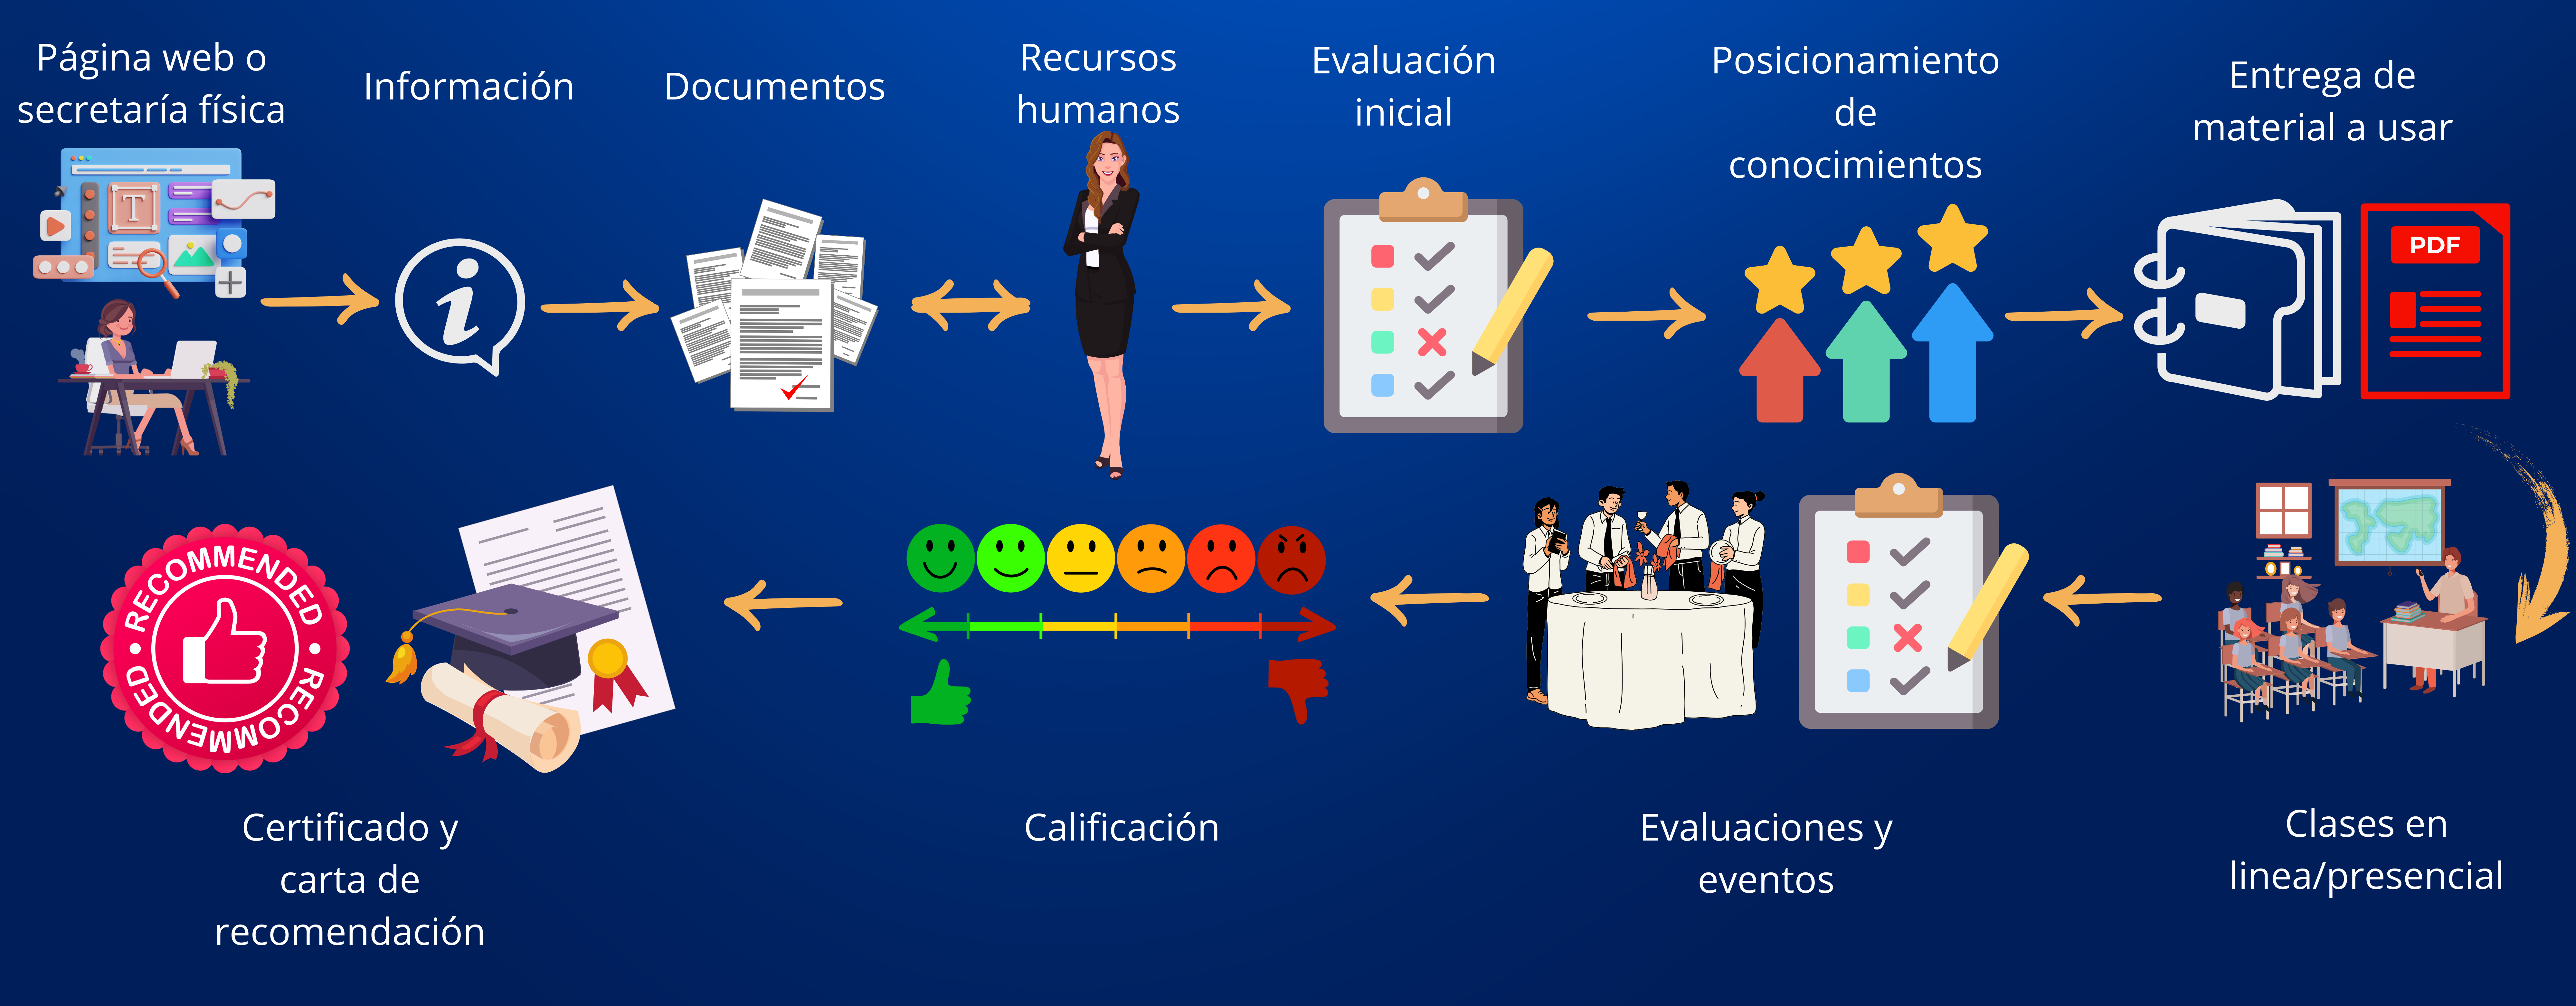 Página web o
secretaría física
Información
Documentos
Recursos
humanos
Evaluación
inicial
Posicionamiento
de
conocimientos
Entrega de
material a usar
T
i
PDF
RECOMMENDED
RECOMMENDED
Certificado y
carta de
recomendación
Calificación
Evaluaciones y
eventos
Clases en
linea/presencial